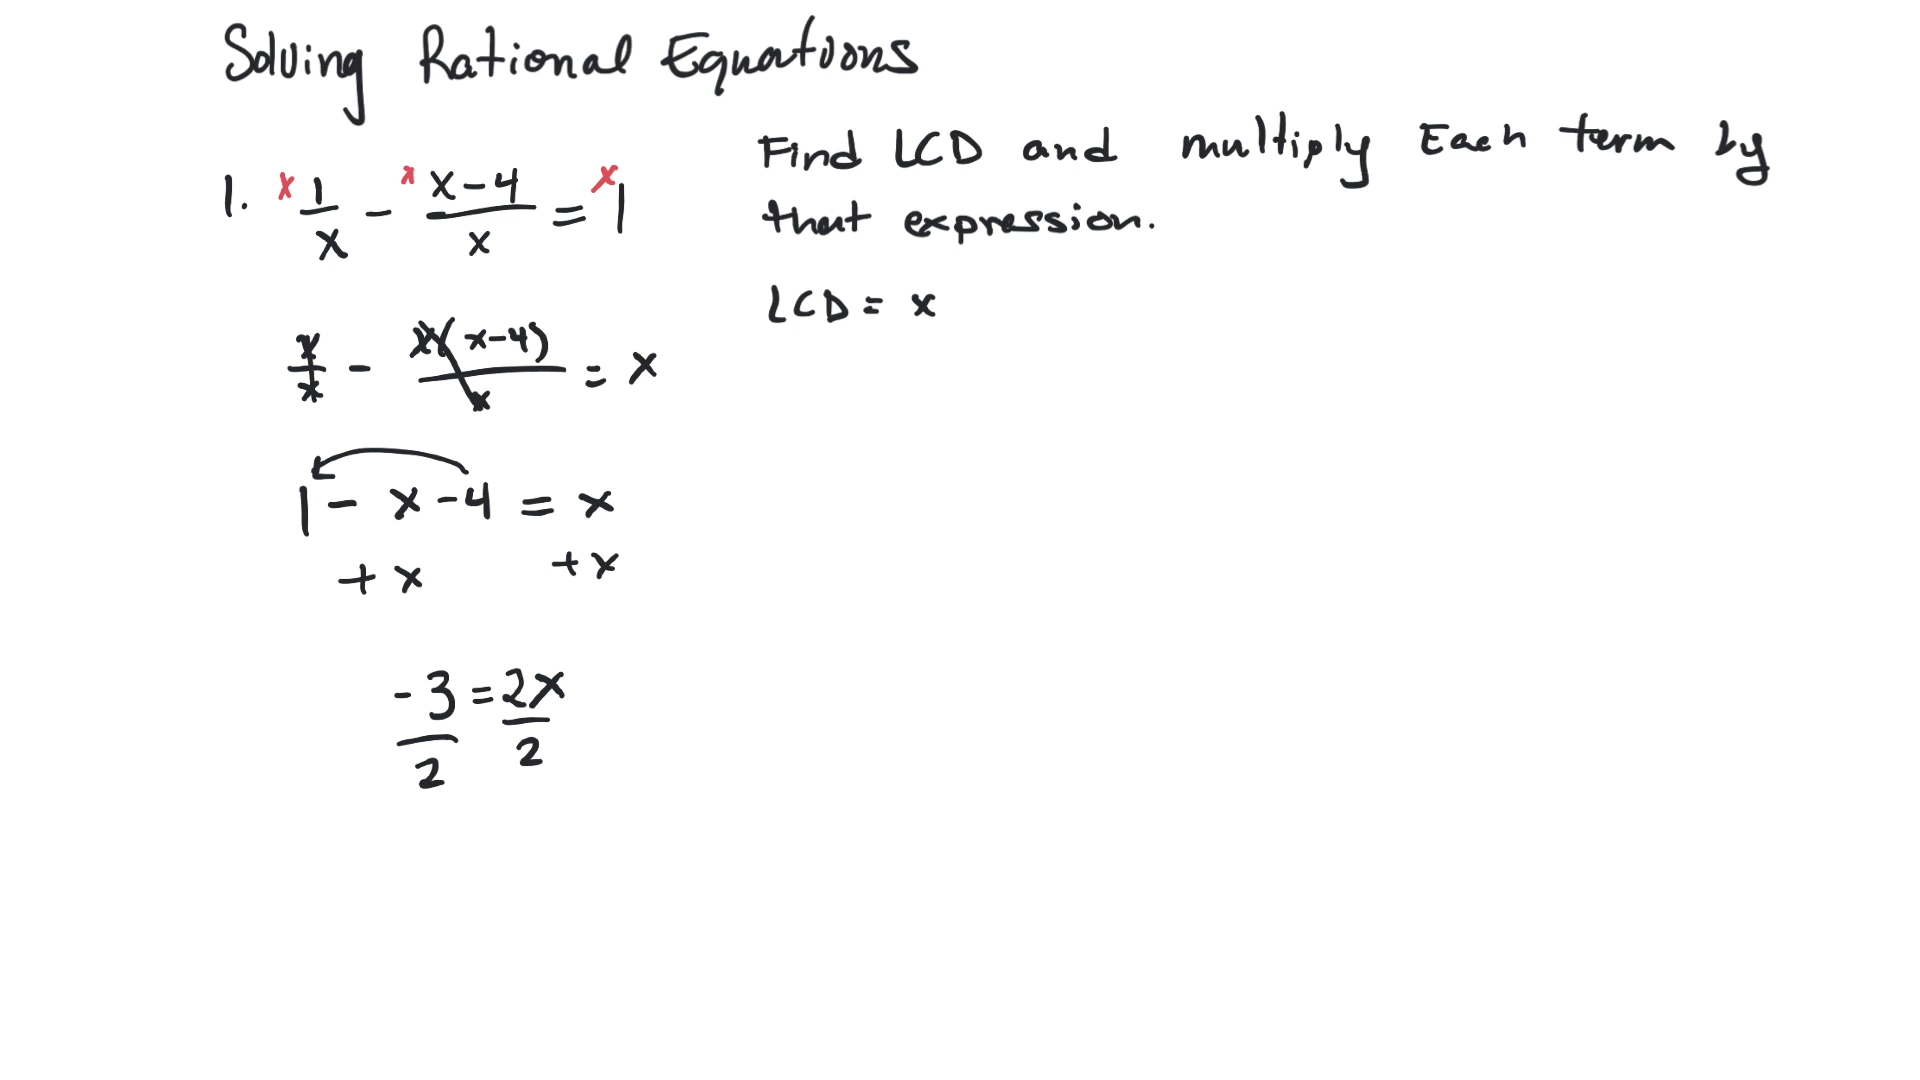 Solving Rational Equations
Find LCD and multiply Each term by
that expression.
LCD = x
1. x 1/x - x (x-4)/x = x 1
x/x - x(x-4)/x = x
1 - x - 4 = x
+ x + x
-3/2 = 2x/2